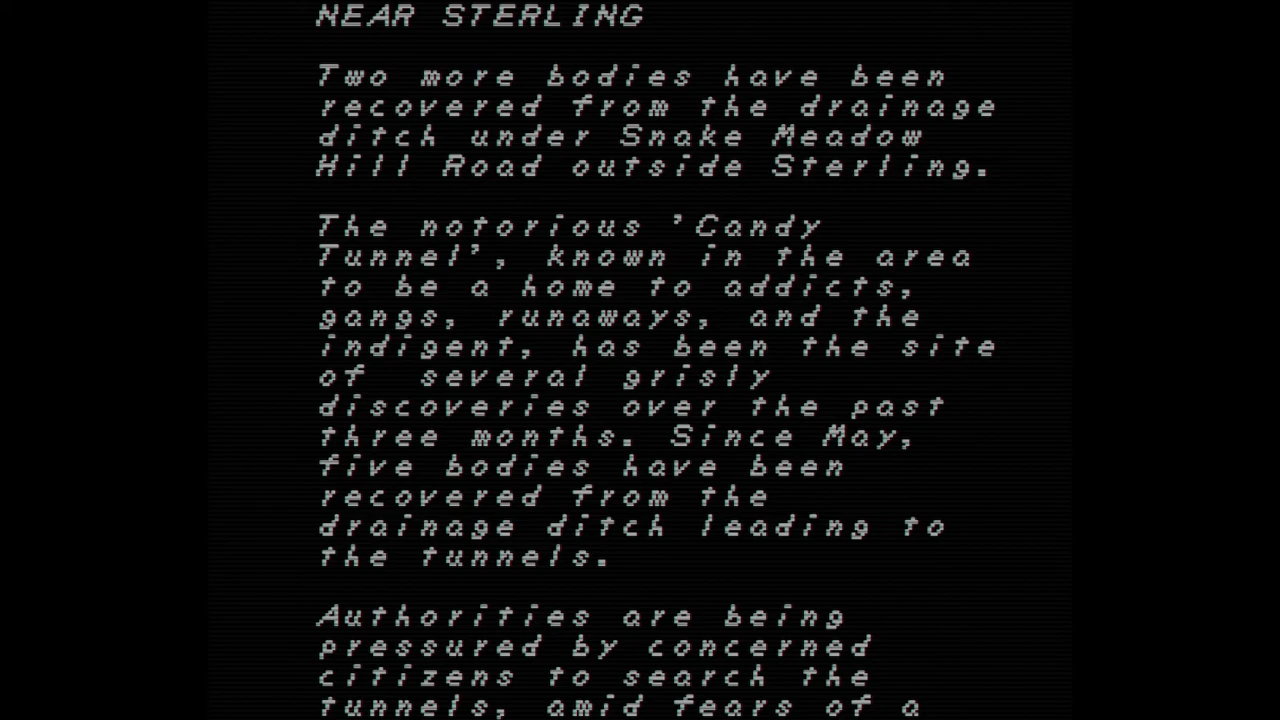 NEAR STERLING
Two more bodies have been
recovered from the drainage
ditch under Snake Meadow
Hill Road outside Sterling.
The notorious 'Candy
Tunnel', known in the area
to be a home to addicts,
gangs, runaways, and the
indigent, has been the site
of several grisly
discoveries over the past
three months. Since May,
five bodies have been
recovered from the
drainage ditch leading to
the tunnels.
Authorities are being
pressured by concerned
citizens to search the
tunnels, amid fears of a